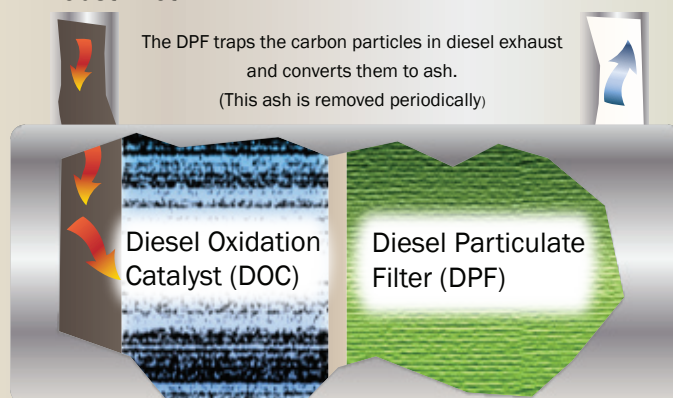 The DPF traps the carbon particles in diesel exhaust
and converts them to ash.
(This ash is removed periodically)
Diesel Oxidation
Catalyst (DOC)
Diesel Particulate
Filter (DPF)